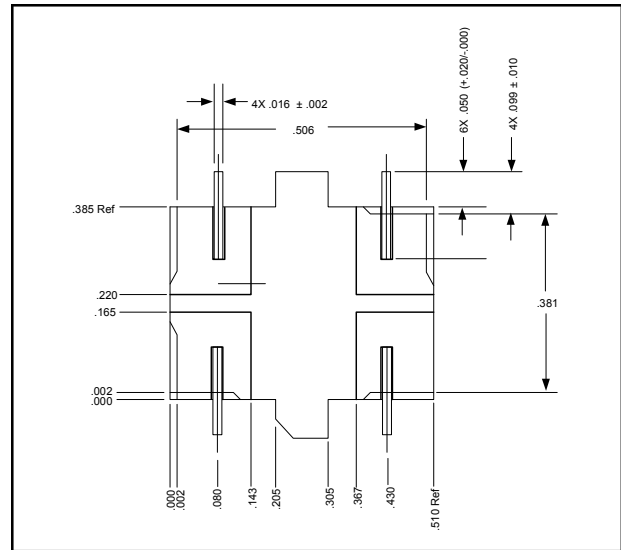 4X .016 ± .002
6X .050 (+.020/-.000)
4X .099 ± .010
.506
.385 Ref
.220
.165
.381
.002
.000
.000
.002
.080
.143
.205
.305
.367
.430
.510 Ref